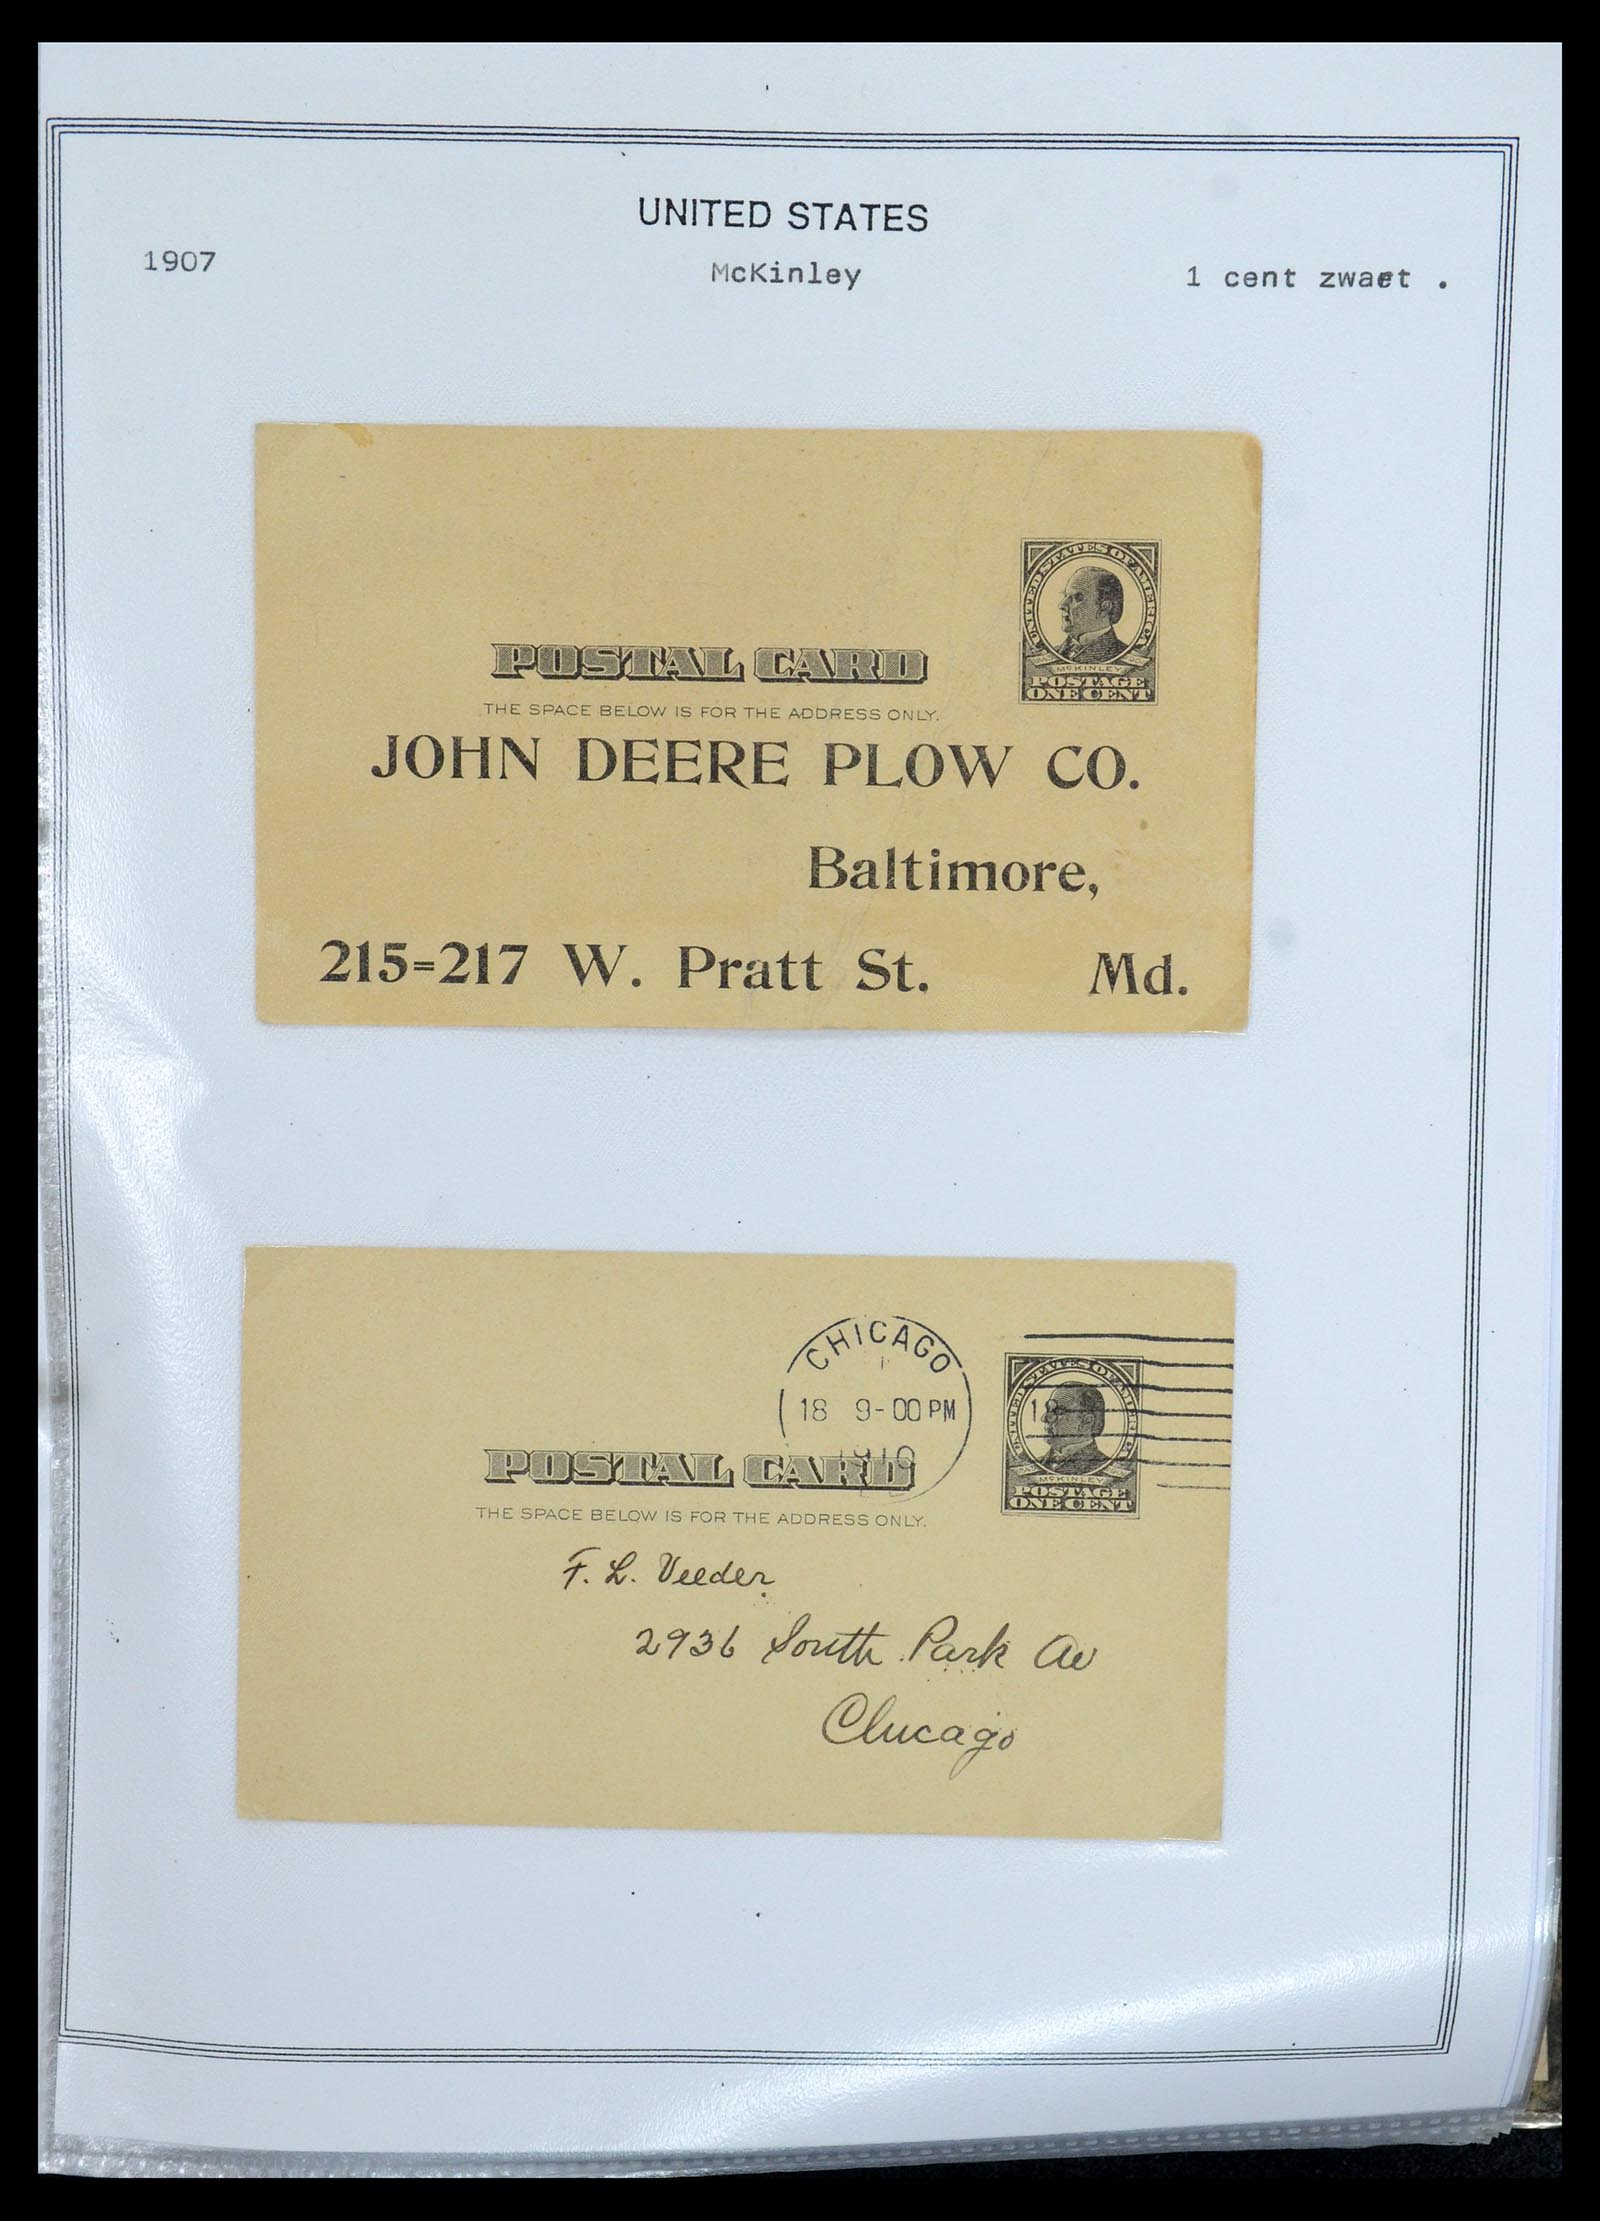 UNITED STATES
1907
McKinley
1 cent zwart .
UNITED STATES OF AMERICA
McKINLEY
POSTAGE
ONE CENT
POSTAL CARD
THE SPACE BELOW IS FOR THE ADDRESS ONLY.
JOHN DEERE PLOW CO.
Baltimore,
215=217 W. Pratt St. Md.
CHICAGO
18 9-00 PM
1910
18
UNITED STATES OF AMERICA
McKINLEY
POSTAGE
ONE CENT
POSTAL CARD
THE SPACE BELOW IS FOR THE ADDRESS ONLY.
F. L. Veeder
2936 South Park Av
Chicago